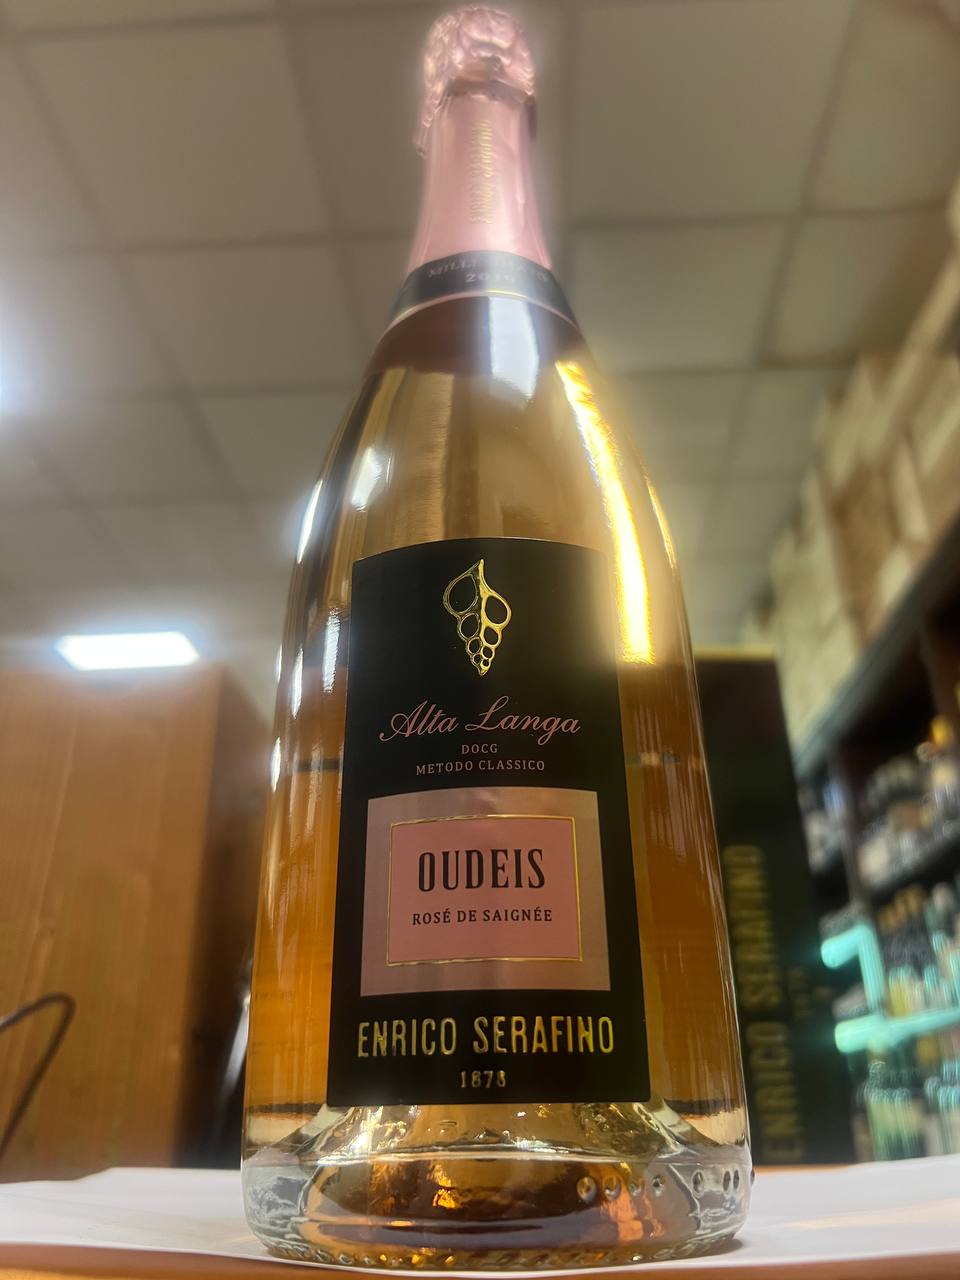 Alta Langa
DOCG
METODO CLASSICO
OUDEIS
ROSÉ DE SAIGNÉE
ENRICO SERAFINO
1878
ENRICO SERAFINO